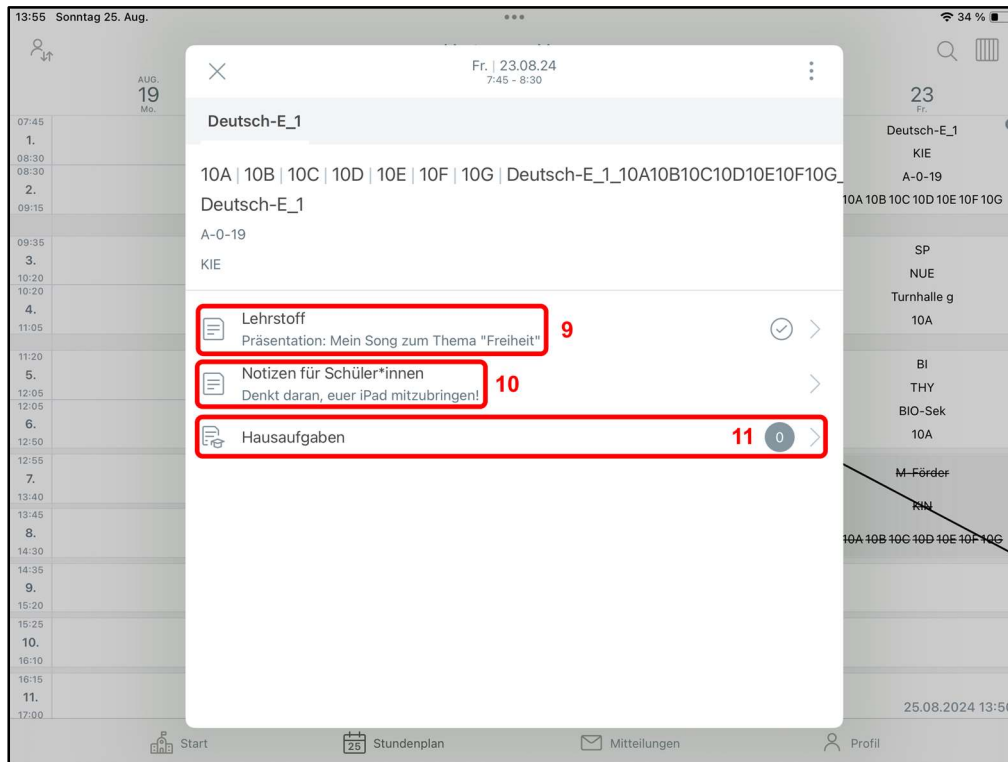 13:55 Sonntag 25. Aug.
34 %
AUG.
19
Mo.
23
Fr.
Fr. | 23.08.24
7:45 - 8:30
Deutsch-E_1
10A | 10B | 10C | 10D | 10E | 10F | 10G | Deutsch-E_1_10A10B10C10D10E10F10G_
Deutsch-E_1
A-0-19
KIE
Lehrstoff
Präsentation: Mein Song zum Thema "Freiheit"
9
Notizen für Schüler*innen
Denkt daran, euer iPad mitzubringen!
10
Hausaufgaben
11
0
07:45
1.
08:30
08:30
2.
09:15
09:35
3.
10:20
10:20
4.
11:05
11:20
5.
12:05
12:05
6.
12:50
12:55
7.
13:40
13:45
8.
14:30
14:35
9.
15:20
15:25
10.
16:10
16:15
11.
17:00
Deutsch-E_1
KIE
A-0-19
10A 10B 10C 10D 10E 10F 10G
SP
NUE
Turnhalle g
10A
BI
THY
BIO-Sek
10A
M-Förder
KIN
10A 10B 10C 10D 10E 10F 10G
25.08.2024 13:50
Start
25
Stundenplan
Mitteilungen
Profil